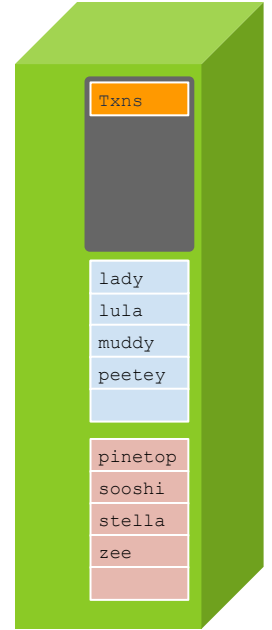 Txns
lady
lula
muddy
peetey
pinetop
sooshi
stella
zee